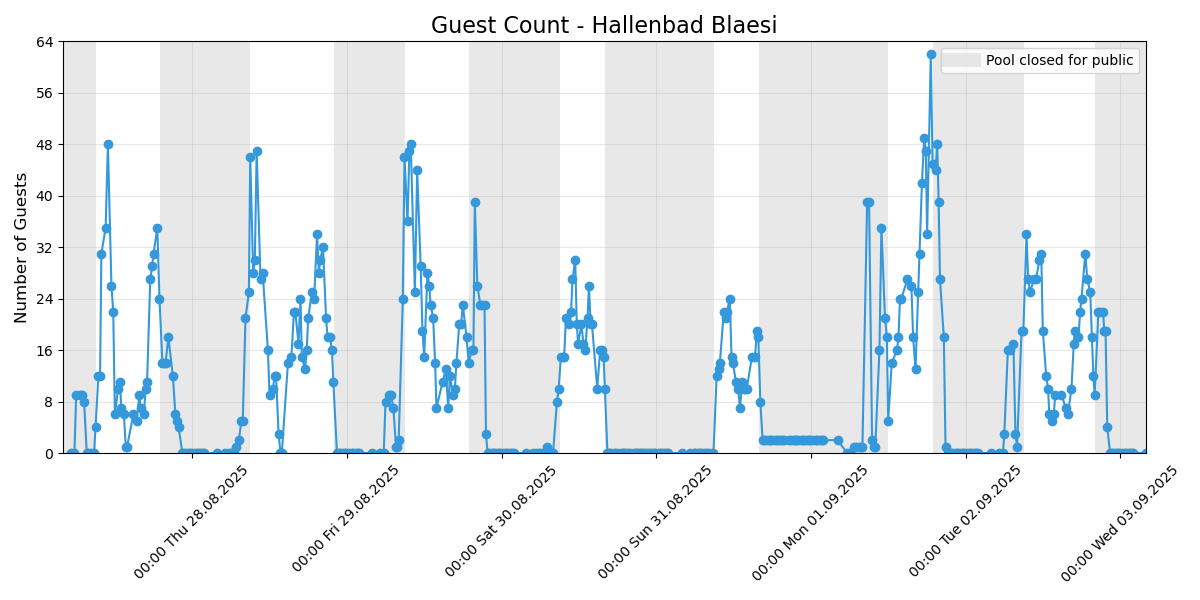 Guest Count - Hallenbad Blaesi
Pool closed for public
Number of Guests
64
56
48
40
32
24
16
8
0
00:00 Thu 28.08.2025
00:00 Fri 29.08.2025
00:00 Sat 30.08.2025
00:00 Sun 31.08.2025
00:00 Mon 01.09.2025
00:00 Tue 02.09.2025
00:00 Wed 03.09.2025